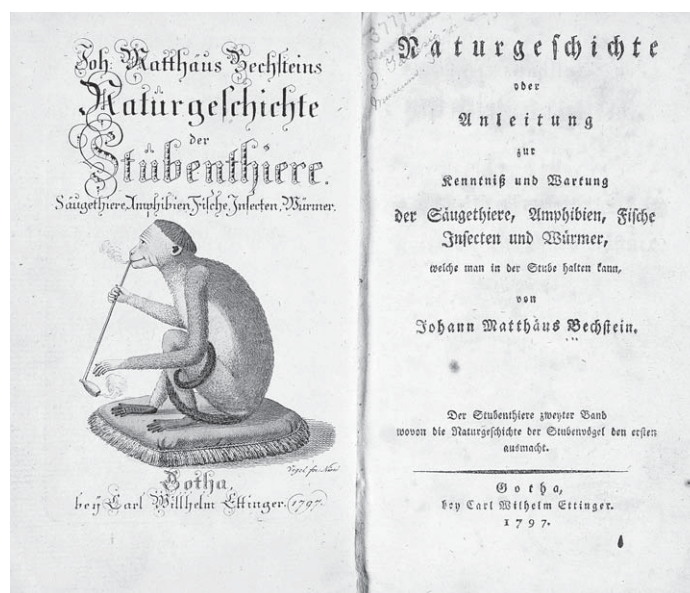 Joh. Matthäus Bechsteins
Naturgeschichte
der
Stubenthiere.
Säugethiere, Amphibien, Fische, Insecten, Würmer.
Gotha,
bey Carl Willhelm Ettinger. 1797.
Naturgeschichte
oder
Anleitung
zur
Kenntniß und Wartung
der Säugethiere, Amphibien, Fische
Insecten und Würmer,
welche man in der Stube halten kann,
von
Johann Matthäus Bechstein.
Der Stubenthiere zweyter Band
wovon die Naturgeschichte der Stubenvögel den ersten
ausmacht.
Gotha,
bey Carl Wilhelm Ettinger.
1797.